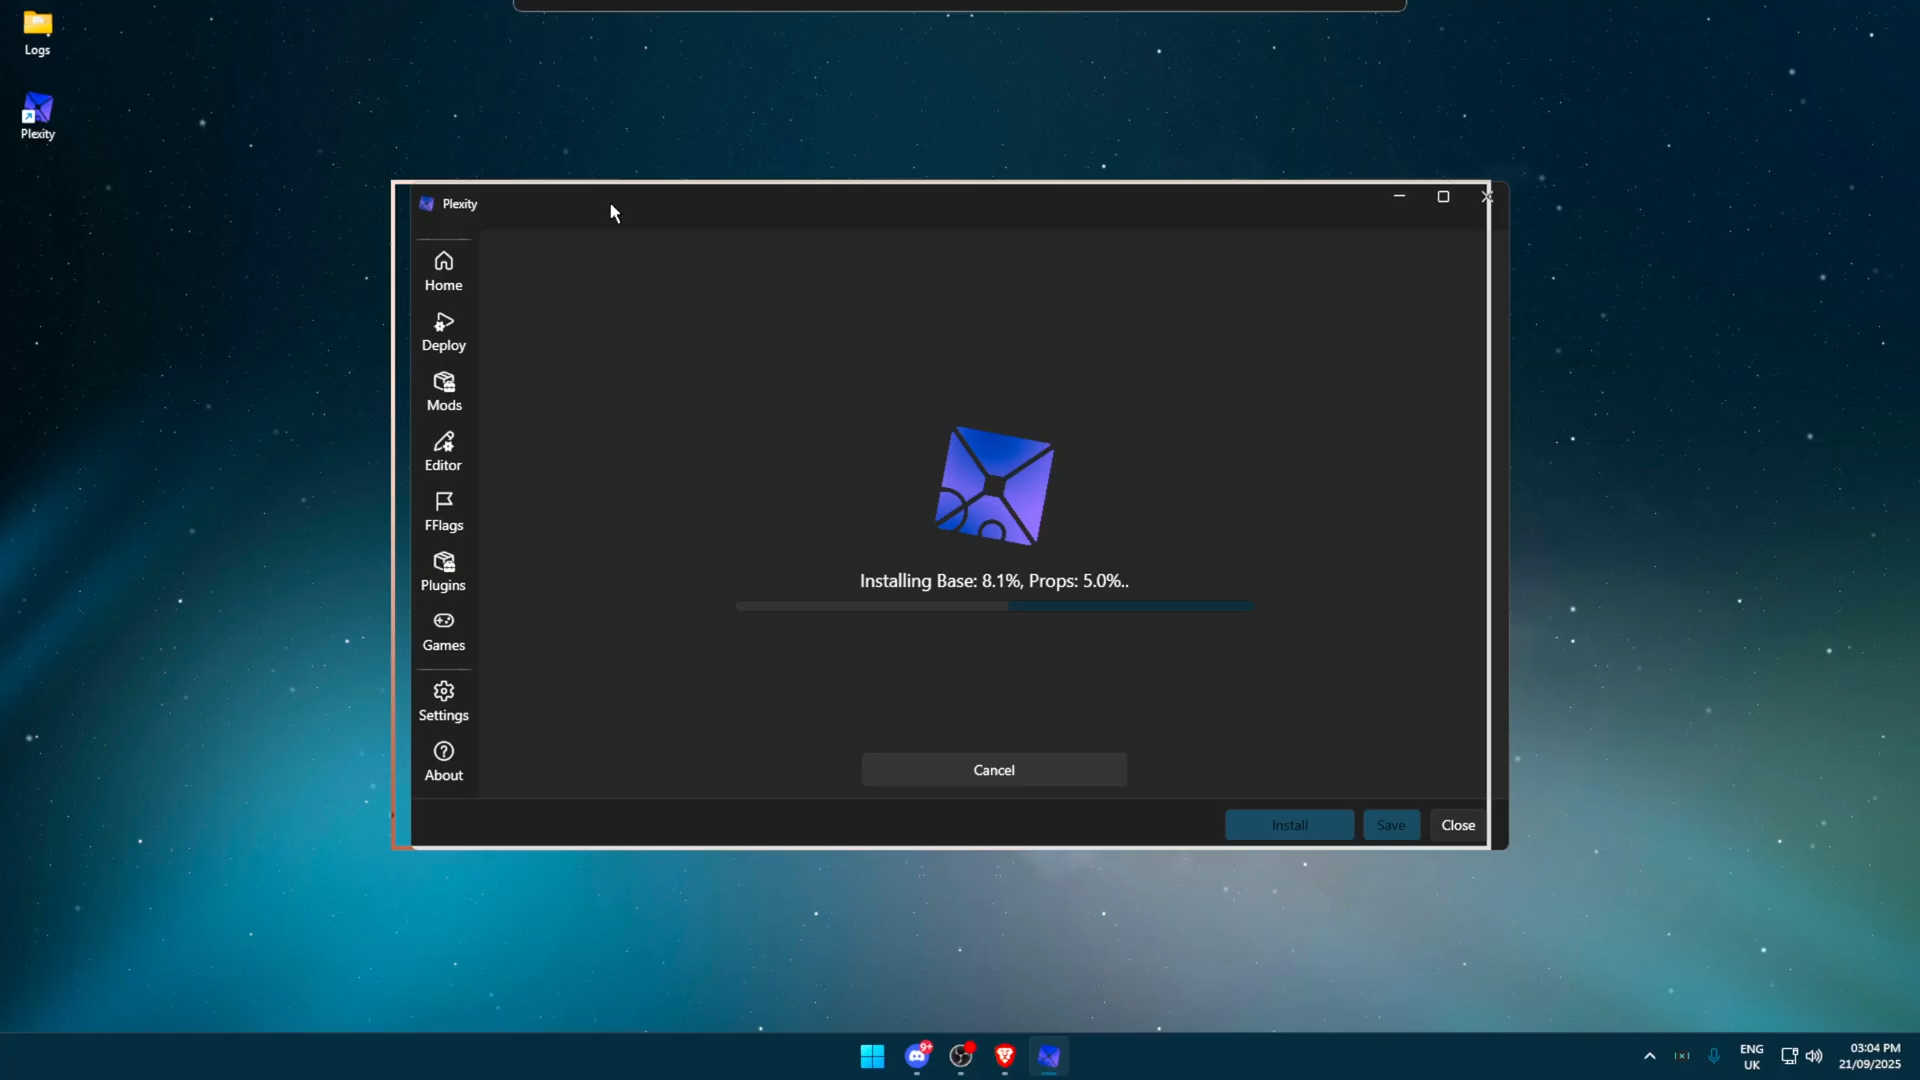 Logs
Plexity
Plexity
Home
Deploy
Mods
Editor
FFlags
Plugins
Games
Settings
About
Installing Base: 8.1%, Props: 5.0%..
Cancel
Install
Save
Close
9+
ENG
UK
03:04 PM
21/09/2025